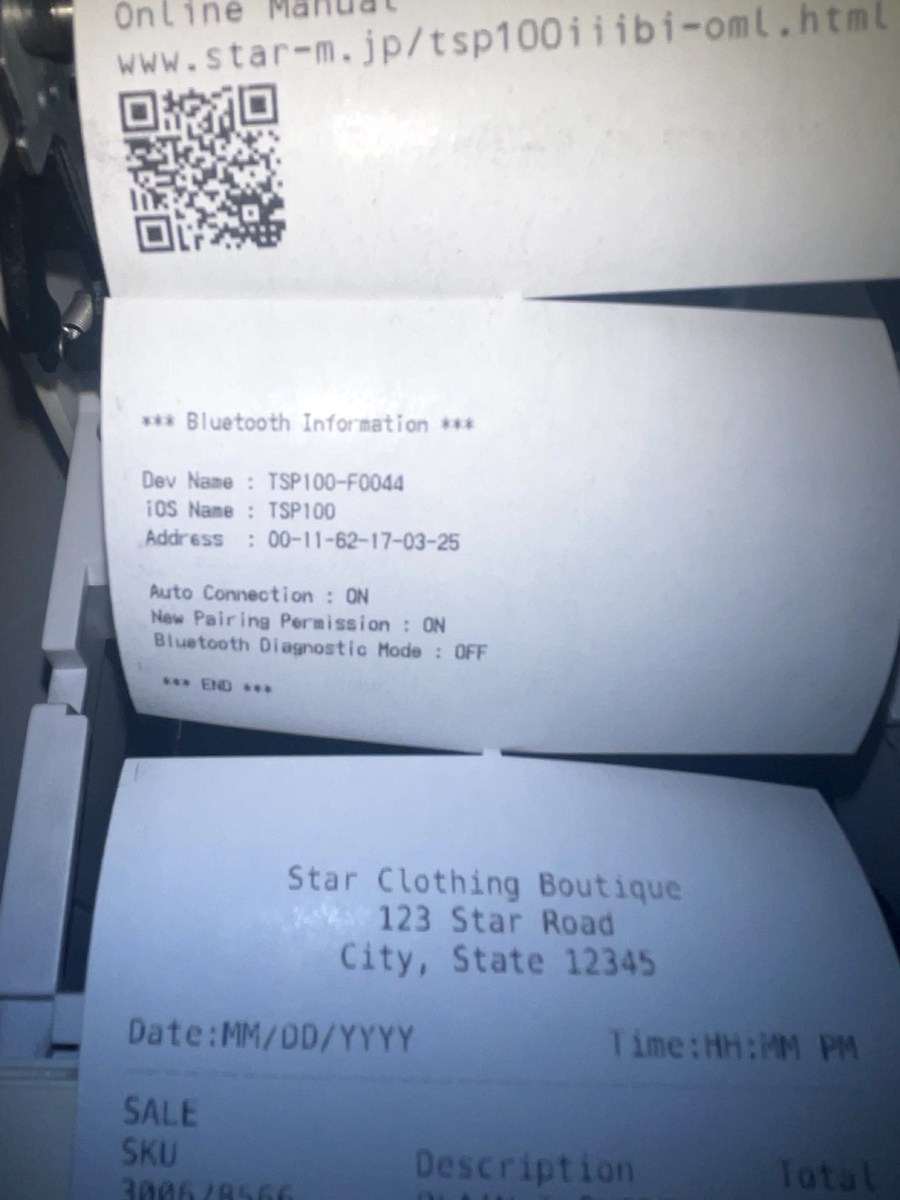 Online Manual
www.star-m.jp/tsp100iiibi-oml.html
*** Bluetooth Information ***
Dev Name : TSP100-F0044
iOS Name : TSP100
Address : 00-11-62-17-03-25
Auto Connection : ON
New Pairing Permission : ON
Bluetooth Diagnostic Mode : OFF
*** END ***
Star Clothing Boutique
123 Star Road
City, State 12345
Date:MM/DD/YYYY Time:HH:MM PM
SALE
SKU Description Total